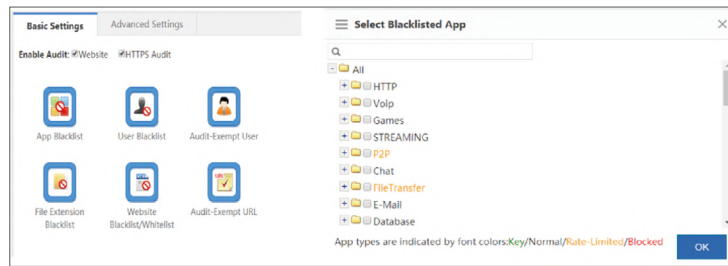 Basic Settings
Advanced Settings
Enable Audit: Website HTTPS Audit
App Blacklist
User Blacklist
Audit-Exempt User
File Extension
Blacklist
Website
Blacklist/Whitelist
Audit-Exempt URL
Select Blacklisted App
All
HTTP
VoIp
Games
STREAMING
P2P
Chat
FileTransfer
E-Mail
Database
App types are indicated by font colors:Key/Normal/Rate-Limited/Blocked
OK